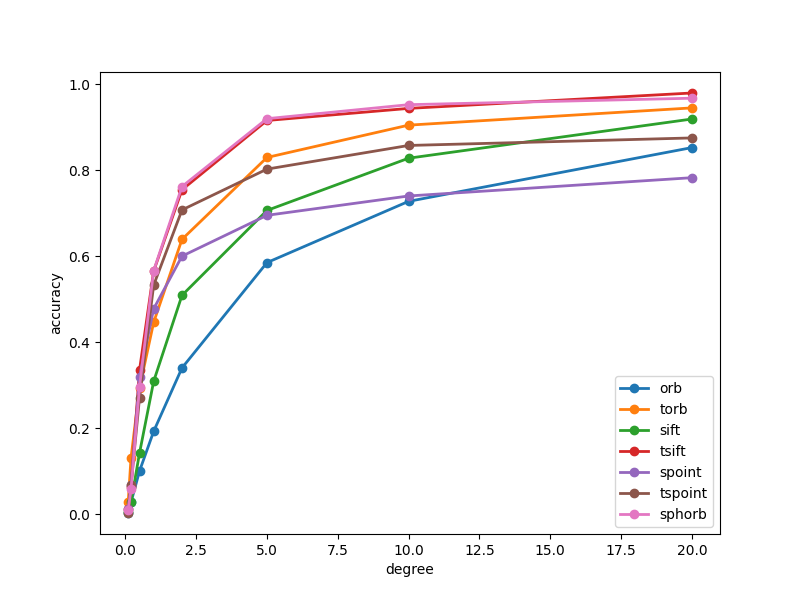 1.0
0.8
0.6
0.4
0.2
0.0
accuracy
0.0 2.5 5.0 7.5 10.0 12.5 15.0 17.5 20.0
degree
orb
torb
sift
tsift
spoint
tspoint
sphorb